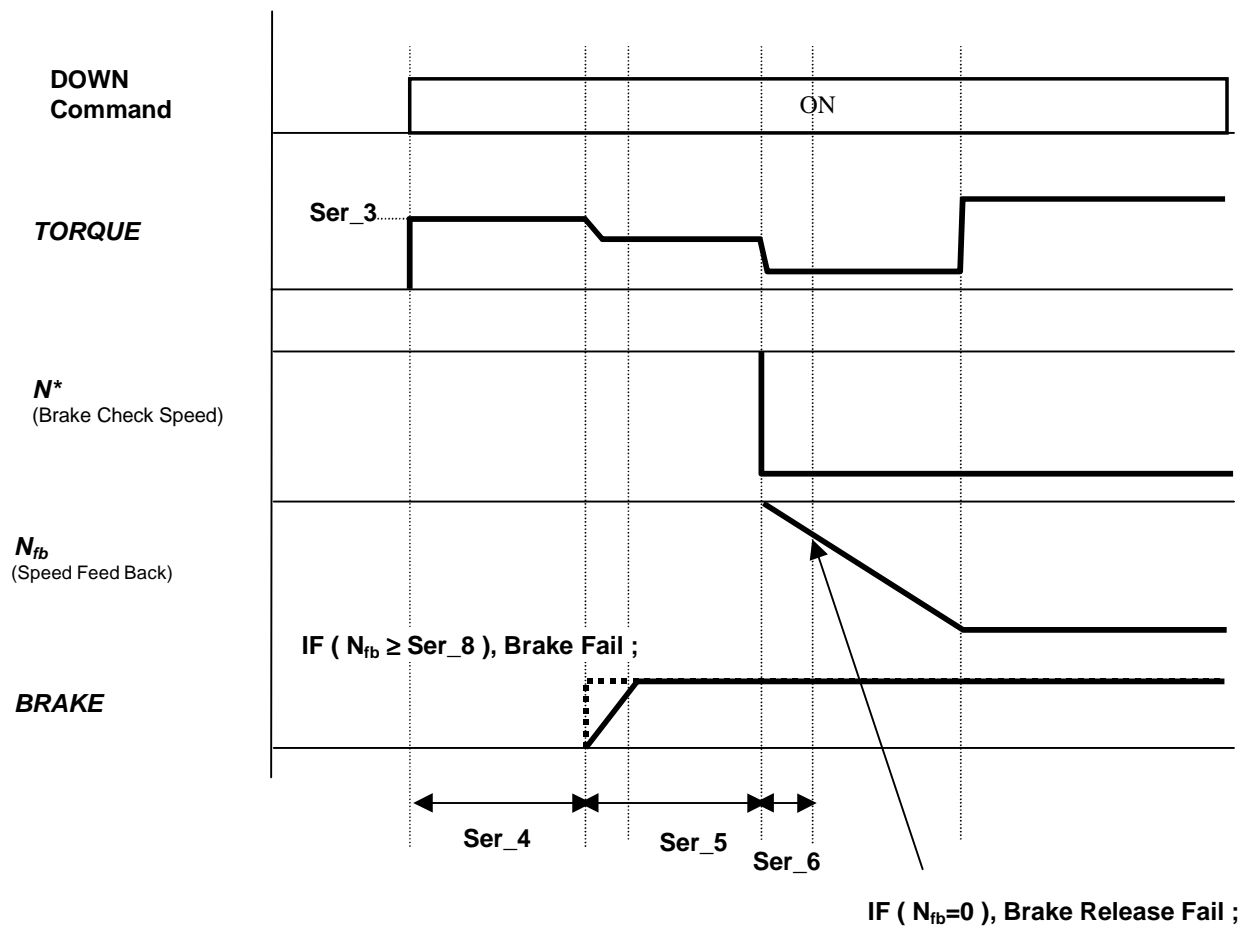 DOWN
Command
ON
Ser_3
TORQUE
N*
(Brake Check Speed)
Nfb
(Speed Feed Back)
IF ( Nfb ≥ Ser_8 ), Brake Fail ;
BRAKE
Ser_4
Ser_5
Ser_6
IF ( Nfb=0 ), Brake Release Fail ;